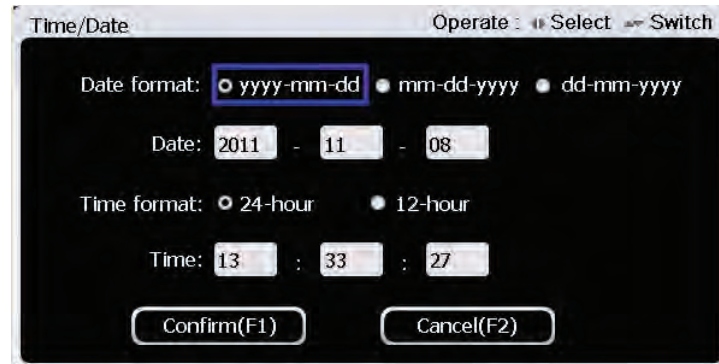 Time/Date Operate : Select Switch
Date format: yyyy-mm-dd mm-dd-yyyy dd-mm-yyyy
Date: 2011 - 11 - 08
Time format: 24-hour 12-hour
Time: 13 : 33 : 27
Confirm(F1) Cancel(F2)